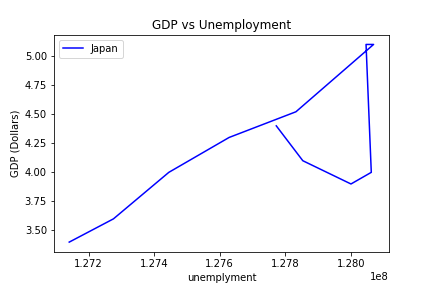 GDP vs Unemployment
Japan
GDP (Dollars)
5.00
4.75
4.50
4.25
4.00
3.75
3.50
1.272
1.274
1.276
1.278
1.280
1e8
unemplyment